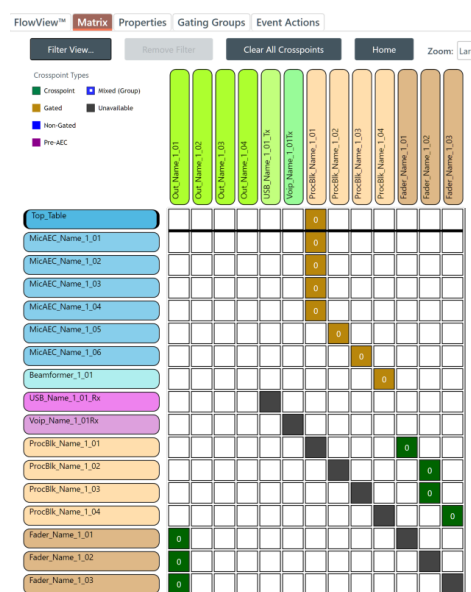 FlowView™ Matrix Properties Gating Groups Event Actions
Filter View... Remove Filter Clear All Crosspoints Home Zoom: Lar
Crosspoint Types
Crosspoint Mixed (Group)
Gated Unavailable
Non-Gated
Pre-AEC
Out_Name_1_01
Out_Name_1_02
Out_Name_1_03
Out_Name_1_04
USB_Name_1_01_Tx
Voip_Name_1_01Tx
ProcBlk_Name_1_01
ProcBlk_Name_1_02
ProcBlk_Name_1_03
ProcBlk_Name_1_04
Fader_Name_1_01
Fader_Name_1_02
Fader_Name_1_03
Top_Table 0
MicAEC_Name_1_01 0
MicAEC_Name_1_02 0
MicAEC_Name_1_03 0
MicAEC_Name_1_04 0
MicAEC_Name_1_05 0
MicAEC_Name_1_06 0
Beamformer_1_01 0
USB_Name_1_01_Rx
Voip_Name_1_01Rx
ProcBlk_Name_1_01 0
ProcBlk_Name_1_02 0
ProcBlk_Name_1_03 0
ProcBlk_Name_1_04 0
Fader_Name_1_01 0
Fader_Name_1_02 0
Fader_Name_1_03 0